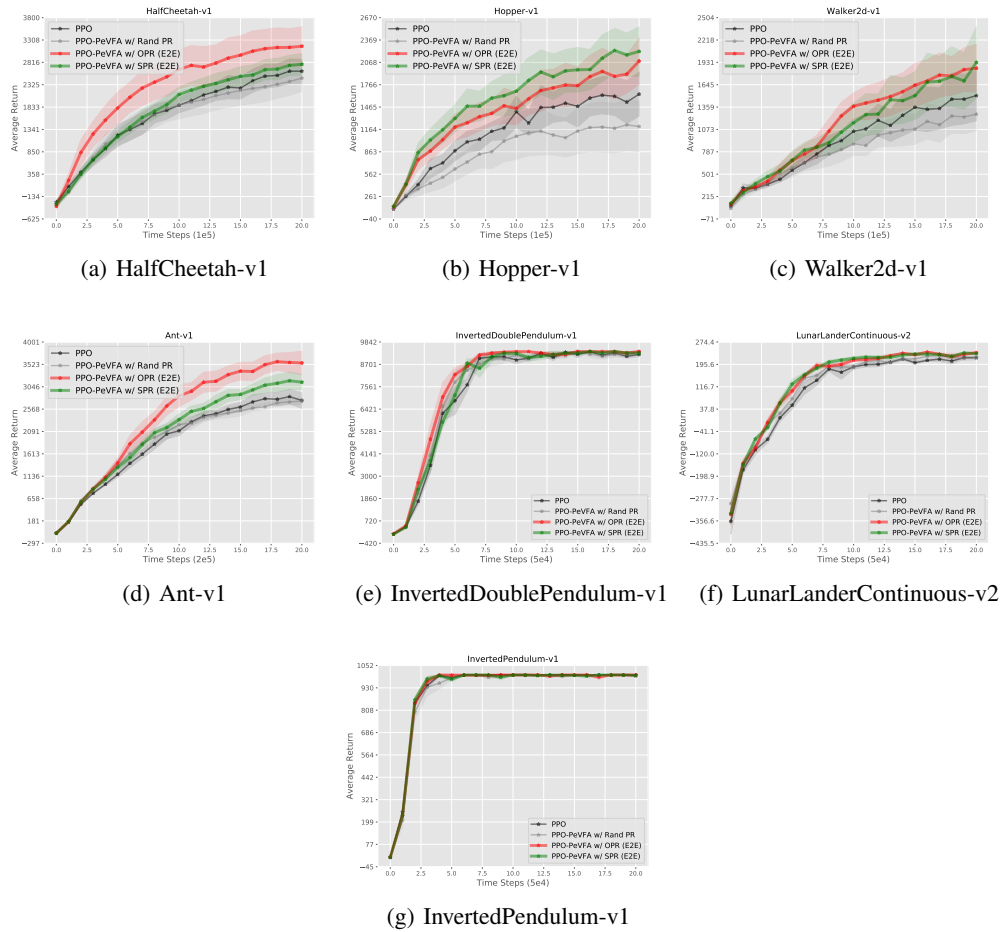 HalfCheetah-v1
PPO
PPO-PeVFA w/ Rand PR
PPO-PeVFA w/ OPR (E2E)
PPO-PeVFA w/ SPR (E2E)
Average Return
3800
3308
2816
2325
1833
1341
850
358
−134
−625
0.0 2.5 5.0 7.5 10.0 12.5 15.0 17.5 20.0
Time Steps (1e5)
(a) HalfCheetah-v1
Hopper-v1
PPO
PPO-PeVFA w/ Rand PR
PPO-PeVFA w/ OPR (E2E)
PPO-PeVFA w/ SPR (E2E)
Average Return
2670
2369
2068
1766
1465
1164
863
562
261
−40
0.0 2.5 5.0 7.5 10.0 12.5 15.0 17.5 20.0
Time Steps (1e5)
(b) Hopper-v1
Walker2d-v1
PPO
PPO-PeVFA w/ Rand PR
PPO-PeVFA w/ OPR (E2E)
PPO-PeVFA w/ SPR (E2E)
Average Return
2504
2218
1931
1645
1359
1073
787
501
215
−71
0.0 2.5 5.0 7.5 10.0 12.5 15.0 17.5 20.0
Time Steps (1e5)
(c) Walker2d-v1
Ant-v1
PPO
PPO-PeVFA w/ Rand PR
PPO-PeVFA w/ OPR (E2E)
PPO-PeVFA w/ SPR (E2E)
Average Return
4001
3523
3046
2568
2091
1613
1136
658
181
−297
0.0 2.5 5.0 7.5 10.0 12.5 15.0 17.5 20.0
Time Steps (2e5)
(d) Ant-v1
InvertedDoublePendulum-v1
Average Return
9842
8701
7561
6421
5281
4141
3000
1860
720
−420
PPO
PPO-PeVFA w/ Rand PR
PPO-PeVFA w/ OPR (E2E)
PPO-PeVFA w/ SPR (E2E)
0.0 2.5 5.0 7.5 10.0 12.5 15.0 17.5 20.0
Time Steps (5e4)
(e) InvertedDoublePendulum-v1
LunarLanderContinuous-v2
Average Return
274.4
195.6
116.7
37.8
−41.1
−120.0
−198.9
−277.7
−356.6
−435.5
PPO
PPO-PeVFA w/ Rand PR
PPO-PeVFA w/ OPR (E2E)
PPO-PeVFA w/ SPR (E2E)
0.0 2.5 5.0 7.5 10.0 12.5 15.0 17.5 20.0
Time Steps (5e4)
(f) LunarLanderContinuous-v2
InvertedPendulum-v1
Average Return
1052
930
808
686
564
442
321
199
77
−45
PPO
PPO-PeVFA w/ Rand PR
PPO-PeVFA w/ OPR (E2E)
PPO-PeVFA w/ SPR (E2E)
0.0 2.5 5.0 7.5 10.0 12.5 15.0 17.5 20.0
Time Steps (5e4)
(g) InvertedPendulum-v1